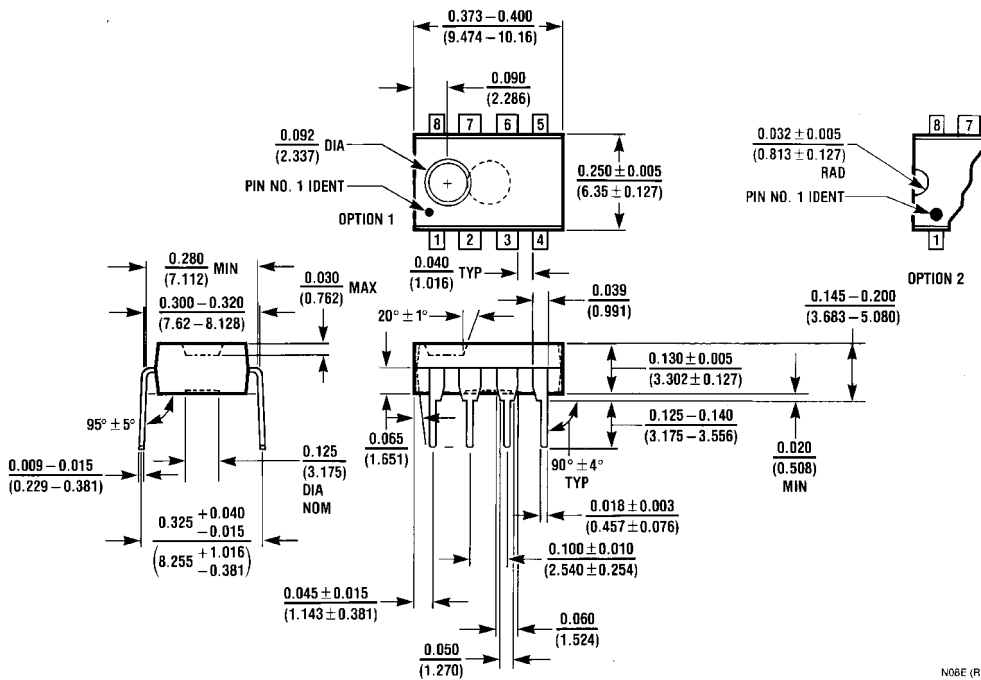 0.373 – 0.400
(9.474 – 10.16)
0.090
(2.286)
8 7 6 5
0.092 DIA
(2.337)
PIN NO. 1 IDENT
OPTION 1
1 2 3 4
0.250 ± 0.005
(6.35 ± 0.127)
0.032 ± 0.005
(0.813 ± 0.127)
RAD
PIN NO. 1 IDENT
8 7
1
OPTION 2
0.280 MIN
(7.112)
0.300 – 0.320
(7.62 – 8.128)
0.030 MAX
(0.762)
0.040 TYP
(1.016)
0.039
(0.991)
20° ± 1°
0.145 – 0.200
(3.683 – 5.080)
0.130 ± 0.005
(3.302 ± 0.127)
0.125 – 0.140
(3.175 – 3.556)
0.020
(0.508)
MIN
95° ± 5°
0.009 – 0.015
(0.229 – 0.381)
0.125
(3.175)
DIA
NOM
0.065
(1.651)
90° ± 4°
TYP
0.018 ± 0.003
(0.457 ± 0.076)
0.325 +0.040
–0.015
(8.255 +1.016
–0.381)
0.100 ± 0.010
(2.540 ± 0.254)
0.045 ± 0.015
(1.143 ± 0.381)
0.060
(1.524)
0.050
(1.270)
N08E (R